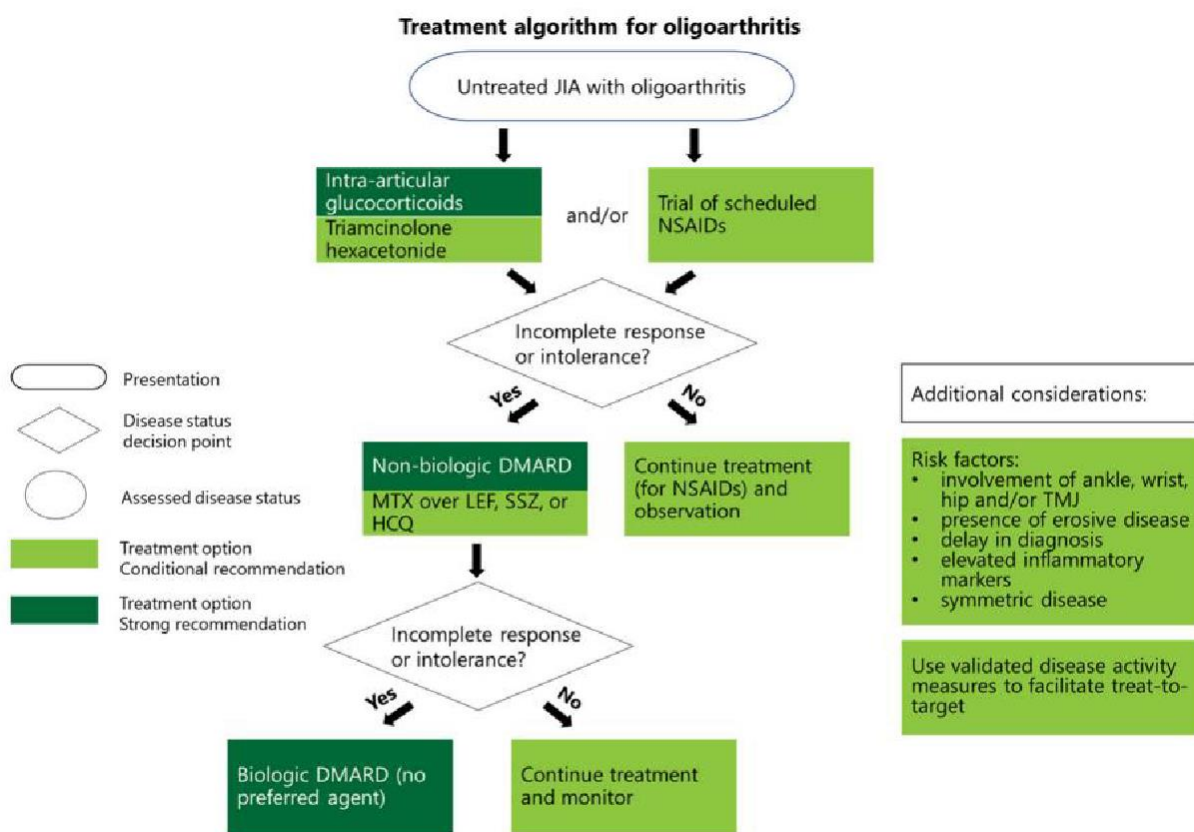 Treatment algorithm for oligoarthritis
Untreated JIA with oligoarthritis
Intra-articular
glucocorticoids
Triamcinolone
hexacetonide
and/or
Trial of scheduled
NSAIDs
Incomplete response
or intolerance?
Yes
No
Non-biologic DMARD
MTX over LEF, SSZ, or
HCQ
Continue treatment
(for NSAIDs) and
observation
Incomplete response
or intolerance?
Yes
No
Biologic DMARD (no
preferred agent)
Continue treatment
and monitor
Presentation
Disease status
decision point
Assessed disease status
Treatment option
Conditional recommendation
Treatment option
Strong recommendation
Additional considerations:
Risk factors:
• involvement of ankle, wrist,
hip and/or TMJ
• presence of erosive disease
• delay in diagnosis
• elevated inflammatory
markers
• symmetric disease
Use validated disease activity
measures to facilitate treat-to-
target